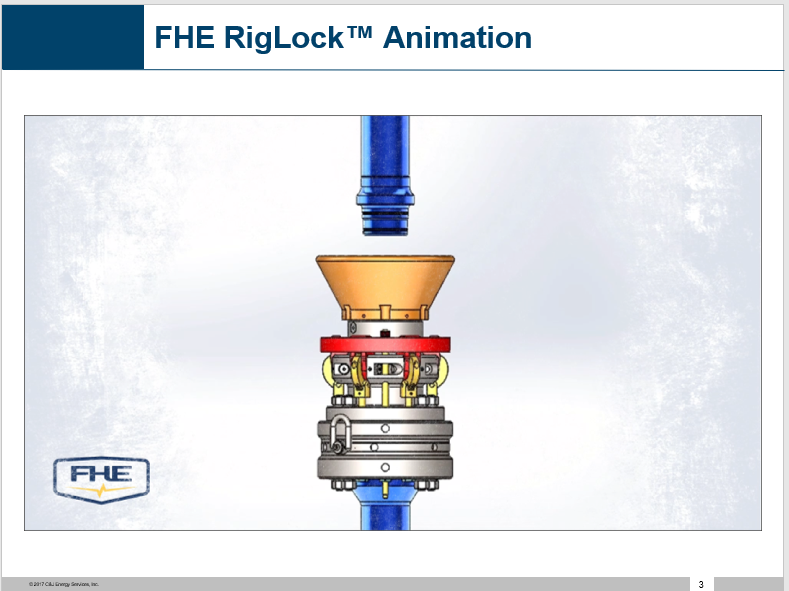 FHE RigLock™ Animation
FHE
© 2017 C&J Energy Services, Inc.
3